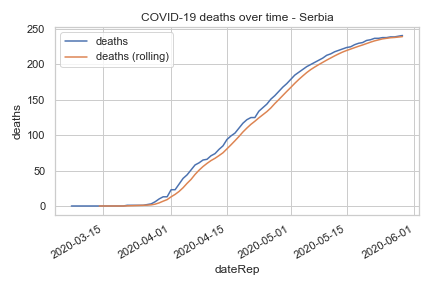 COVID-19 deaths over time - Serbia
deaths
deaths (rolling)
250
200
150
100
50
0
deaths
2020-03-15
2020-04-01
2020-04-15
2020-05-01
2020-05-15
2020-06-01
dateRep